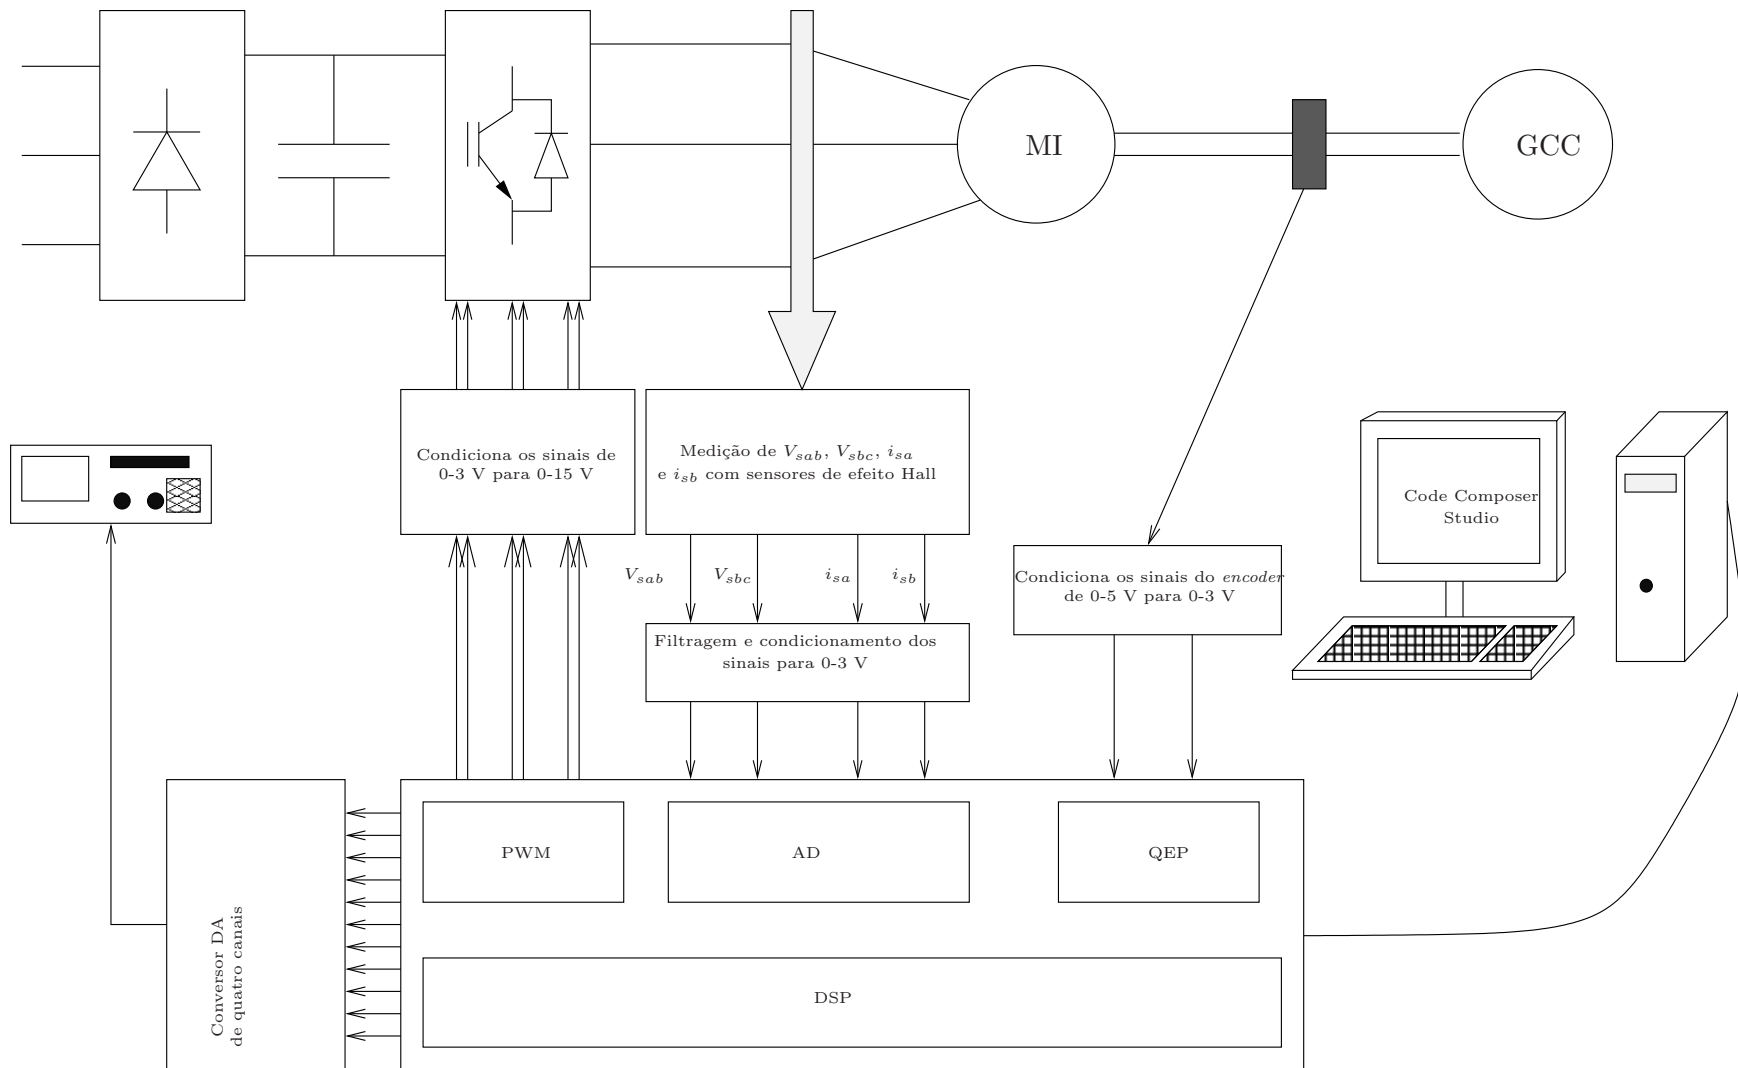 MI
GCC
Condiciona os sinais de
0-3 V para 0-15 V
Medição de V_sab, V_sbc, i_sa
e i_sb com sensores de efeito Hall
Code Composer
Studio
V_sab
V_sbc
i_sa
i_sb
Condiciona os sinais do encoder
de 0-5 V para 0-3 V
Filtragem e condicionamento dos
sinais para 0-3 V
PWM
AD
QEP
Conversor DA
de quatro canais
DSP